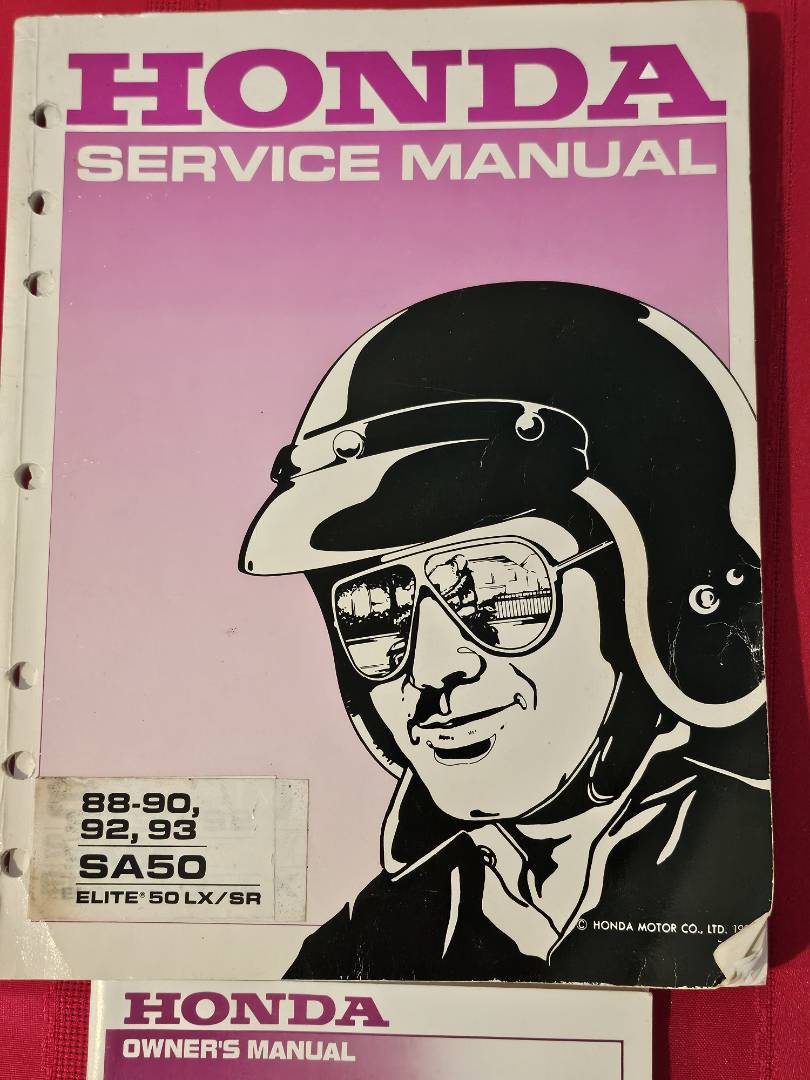 HONDA
SERVICE MANUAL
88-90,
92, 93
SA50
ELITE® 50 LX/SR
© HONDA MOTOR CO., LTD.
HONDA
OWNER'S MANUAL